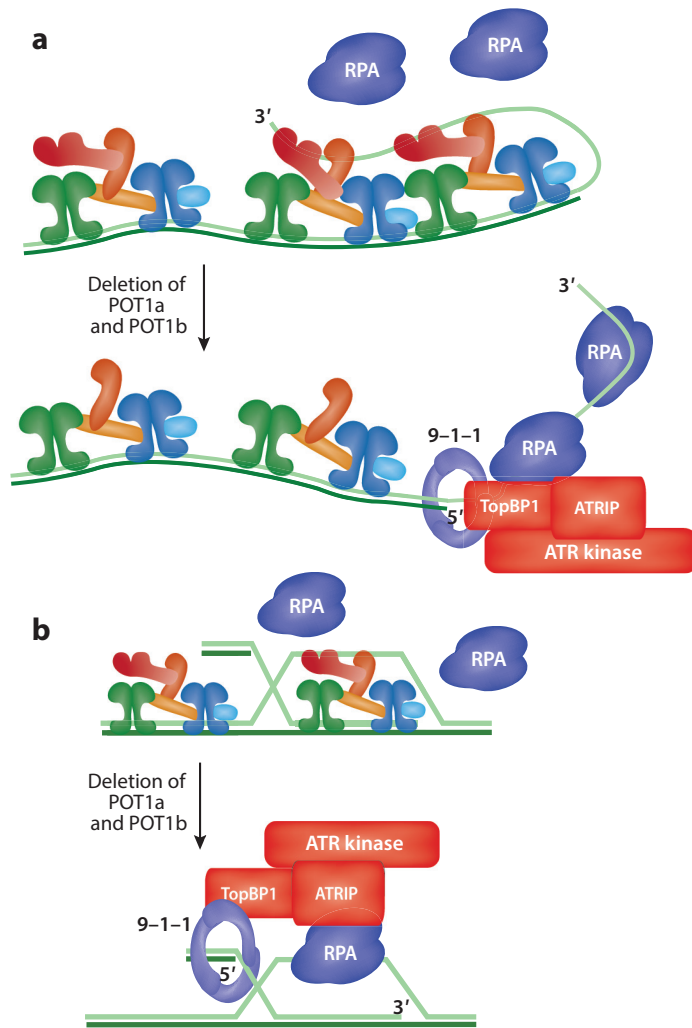 a
RPA
RPA
3′
Deletion of
POT1a
and POT1b
3′
RPA
9–1–1
RPA
5′
TopBP1
ATRIP
ATR kinase
b
RPA
RPA
Deletion of
POT1a
and POT1b
ATR kinase
TopBP1
ATRIP
9–1–1
RPA
5′
3′